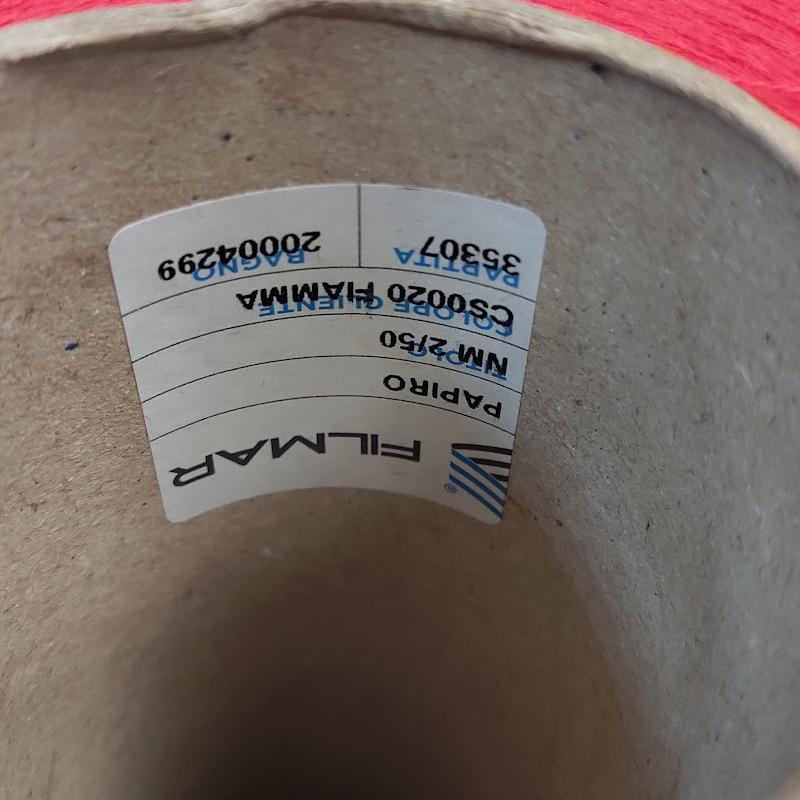 FILMAR ®
PAPIRO
TITOLO NM 2/50
COLORE CLIENTE CS0020 FIAMMA
PARTITA 35307 BAGNO 20004299